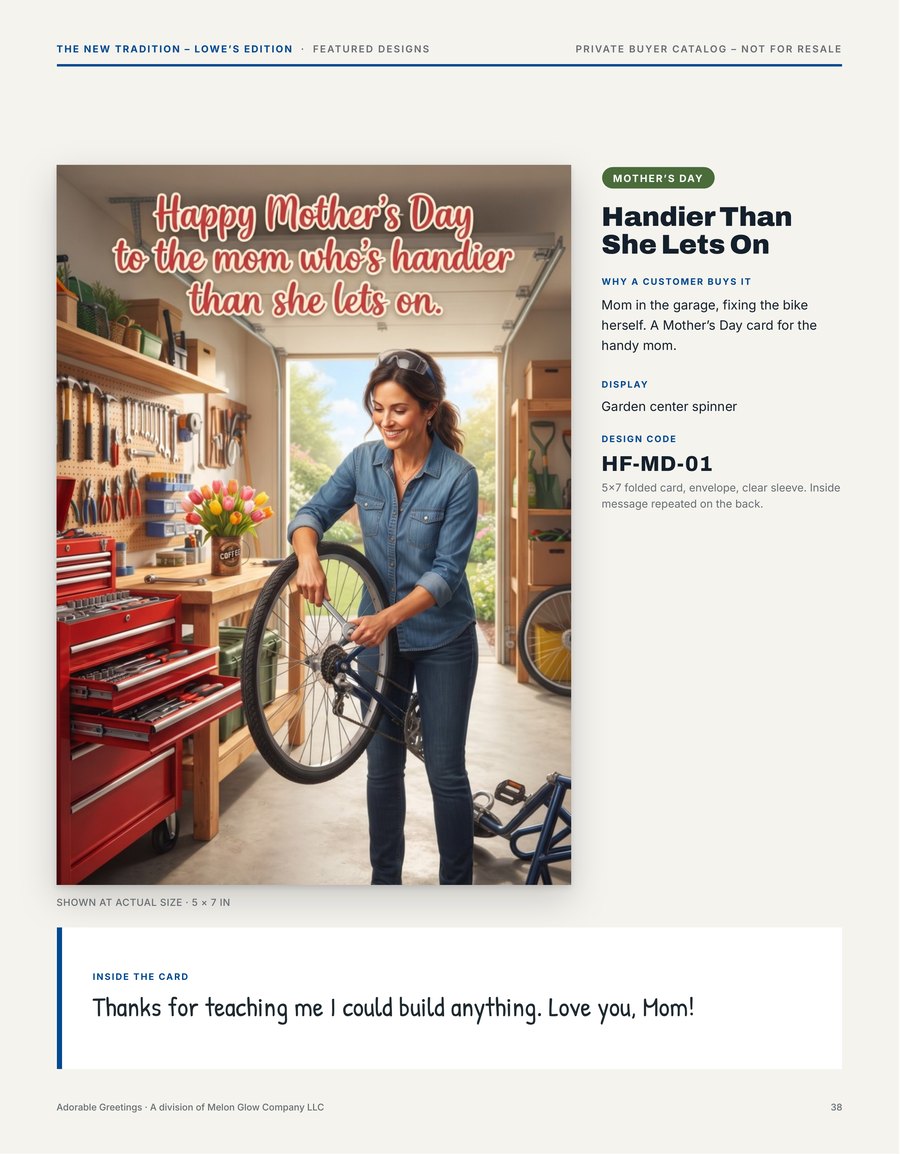 THE NEW TRADITION – LOWE'S EDITION · FEATURED DESIGNS
PRIVATE BUYER CATALOG – NOT FOR RESALE
Happy Mother's Day
to the mom who's handier
than she lets on.
COFFEE
MOTHER'S DAY
Handier Than
She Lets On
WHY A CUSTOMER BUYS IT
Mom in the garage, fixing the bike
herself. A Mother's Day card for the
handy mom.
DISPLAY
Garden center spinner
DESIGN CODE
HF-MD-01
5×7 folded card, envelope, clear sleeve. Inside
message repeated on the back.
SHOWN AT ACTUAL SIZE · 5 × 7 IN
INSIDE THE CARD
Thanks for teaching me I could build anything. Love you, Mom!
Adorable Greetings · A division of Melon Glow Company LLC
38